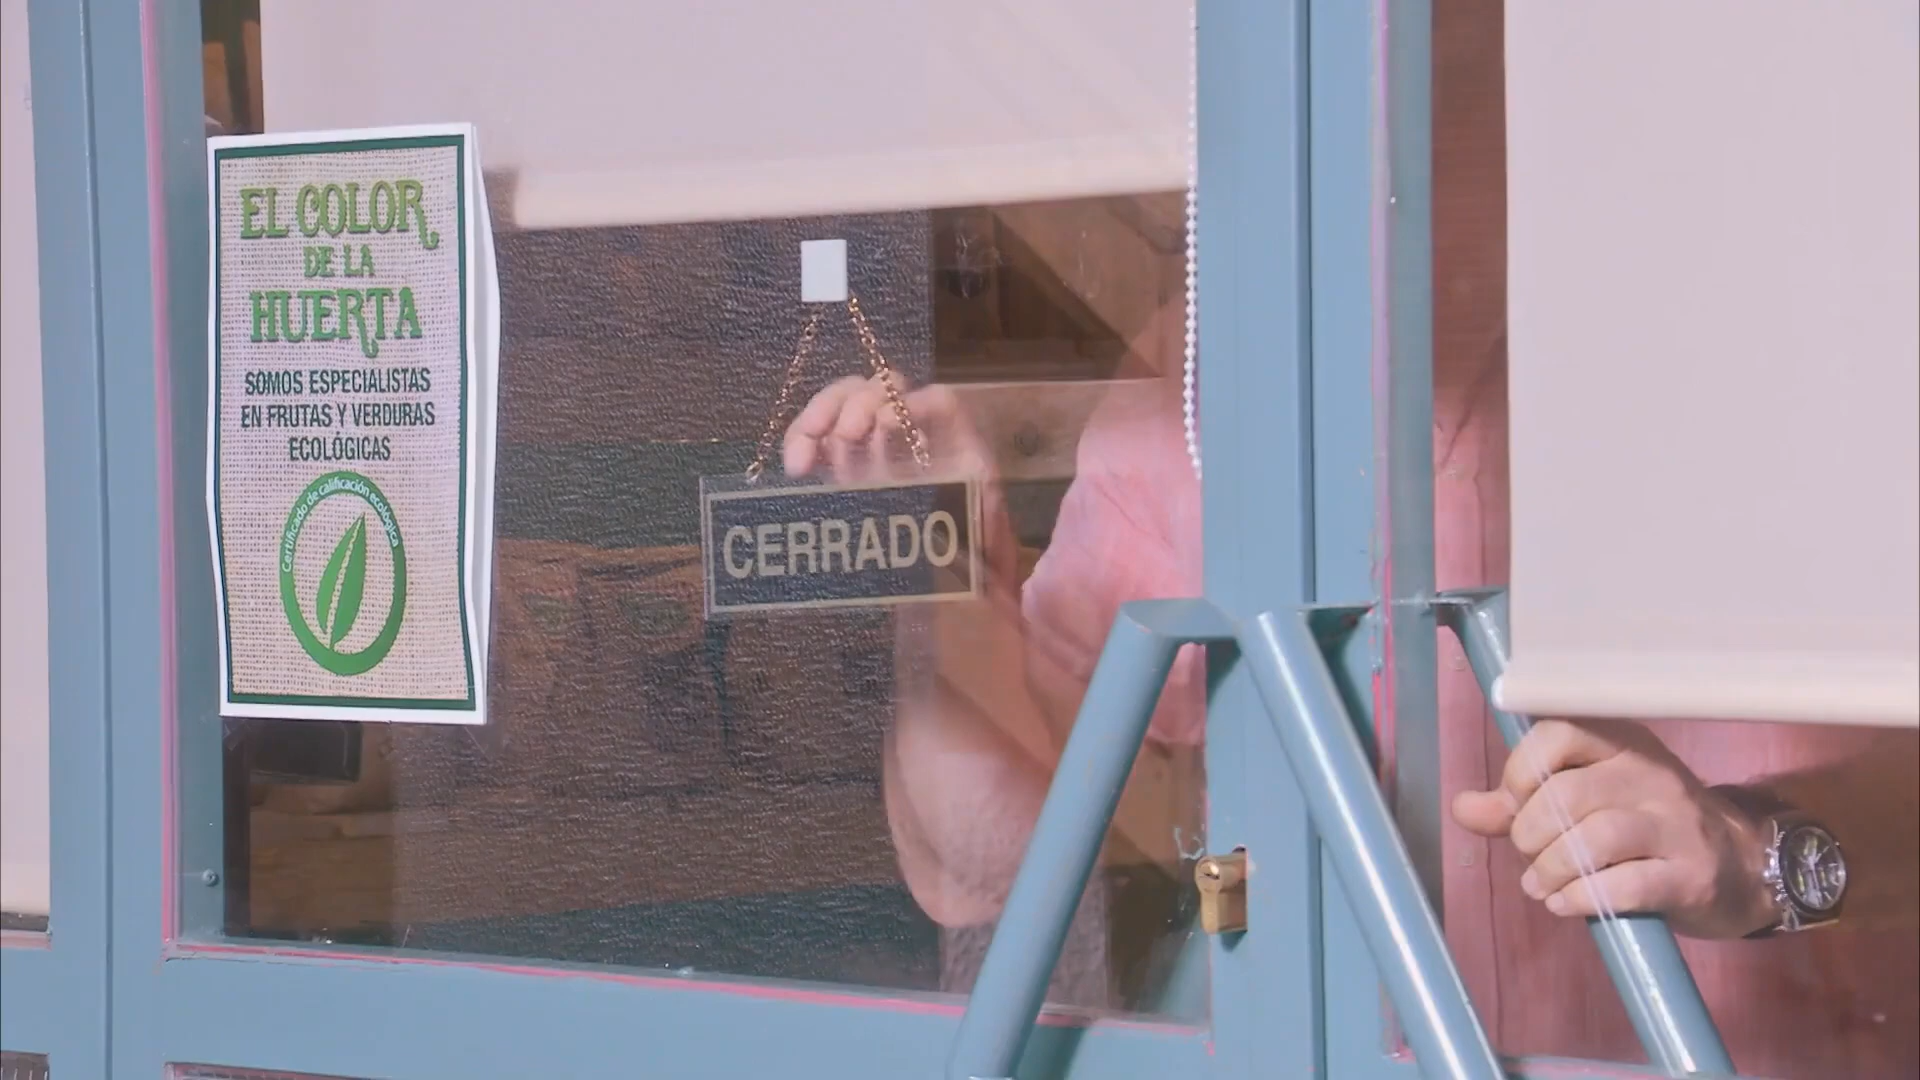 EL COLOR
DE LA
HUERTA
SOMOS ESPECIALISTAS
EN FRUTAS Y VERDURAS
ECOLÓGICAS
Certificado de calificación ecológica
CERRADO